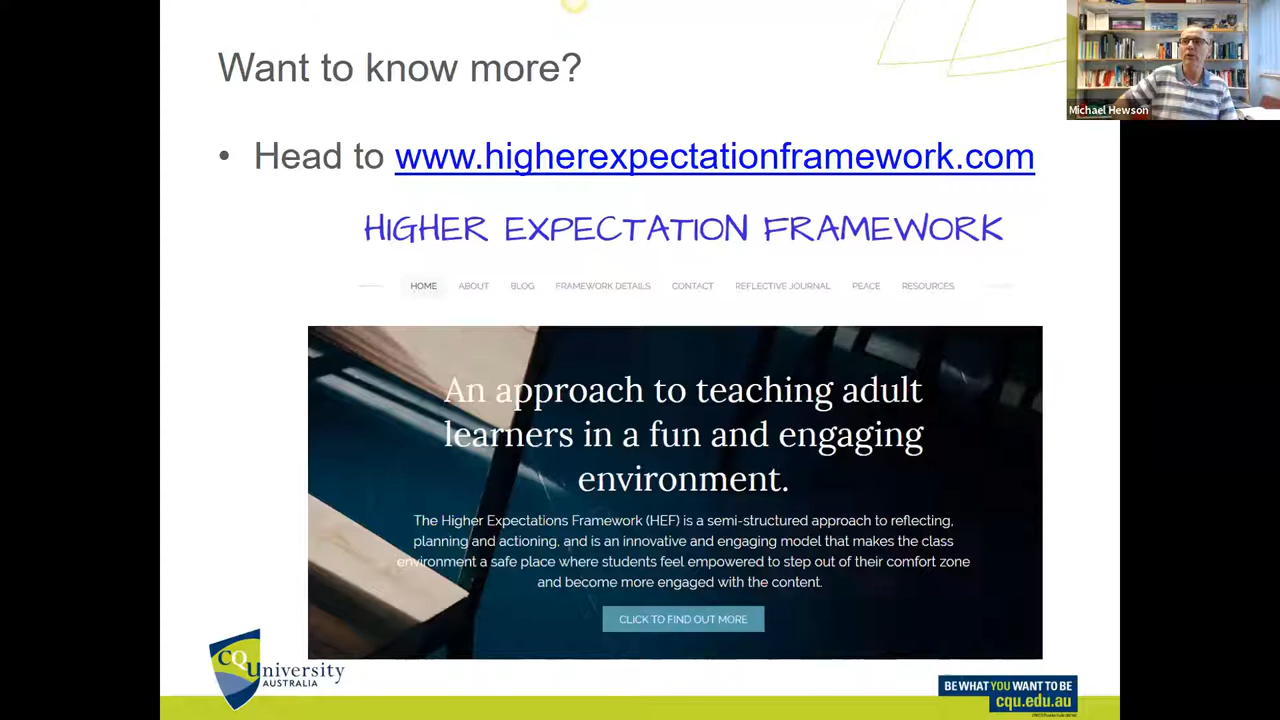 Want to know more?
Michael Hewson
• Head to www.higherexpectationframework.com
HIGHER EXPECTATION FRAMEWORK
HOME ABOUT BLOG FRAMEWORK DETAILS CONTACT REFLECTIVE JOURNAL PEACE RESOURCES
An approach to teaching adult
learners in a fun and engaging
environment.
The Higher Expectations Framework (HEF) is a semi-structured approach to reflecting,
planning and actioning, and is an innovative and engaging model that makes the class
environment a safe place where students feel empowered to step out of their comfort zone
and become more engaged with the content.
CLICK TO FIND OUT MORE
CQUniversity
AUSTRALIA
BE WHAT YOU WANT TO BE
cqu.edu.au